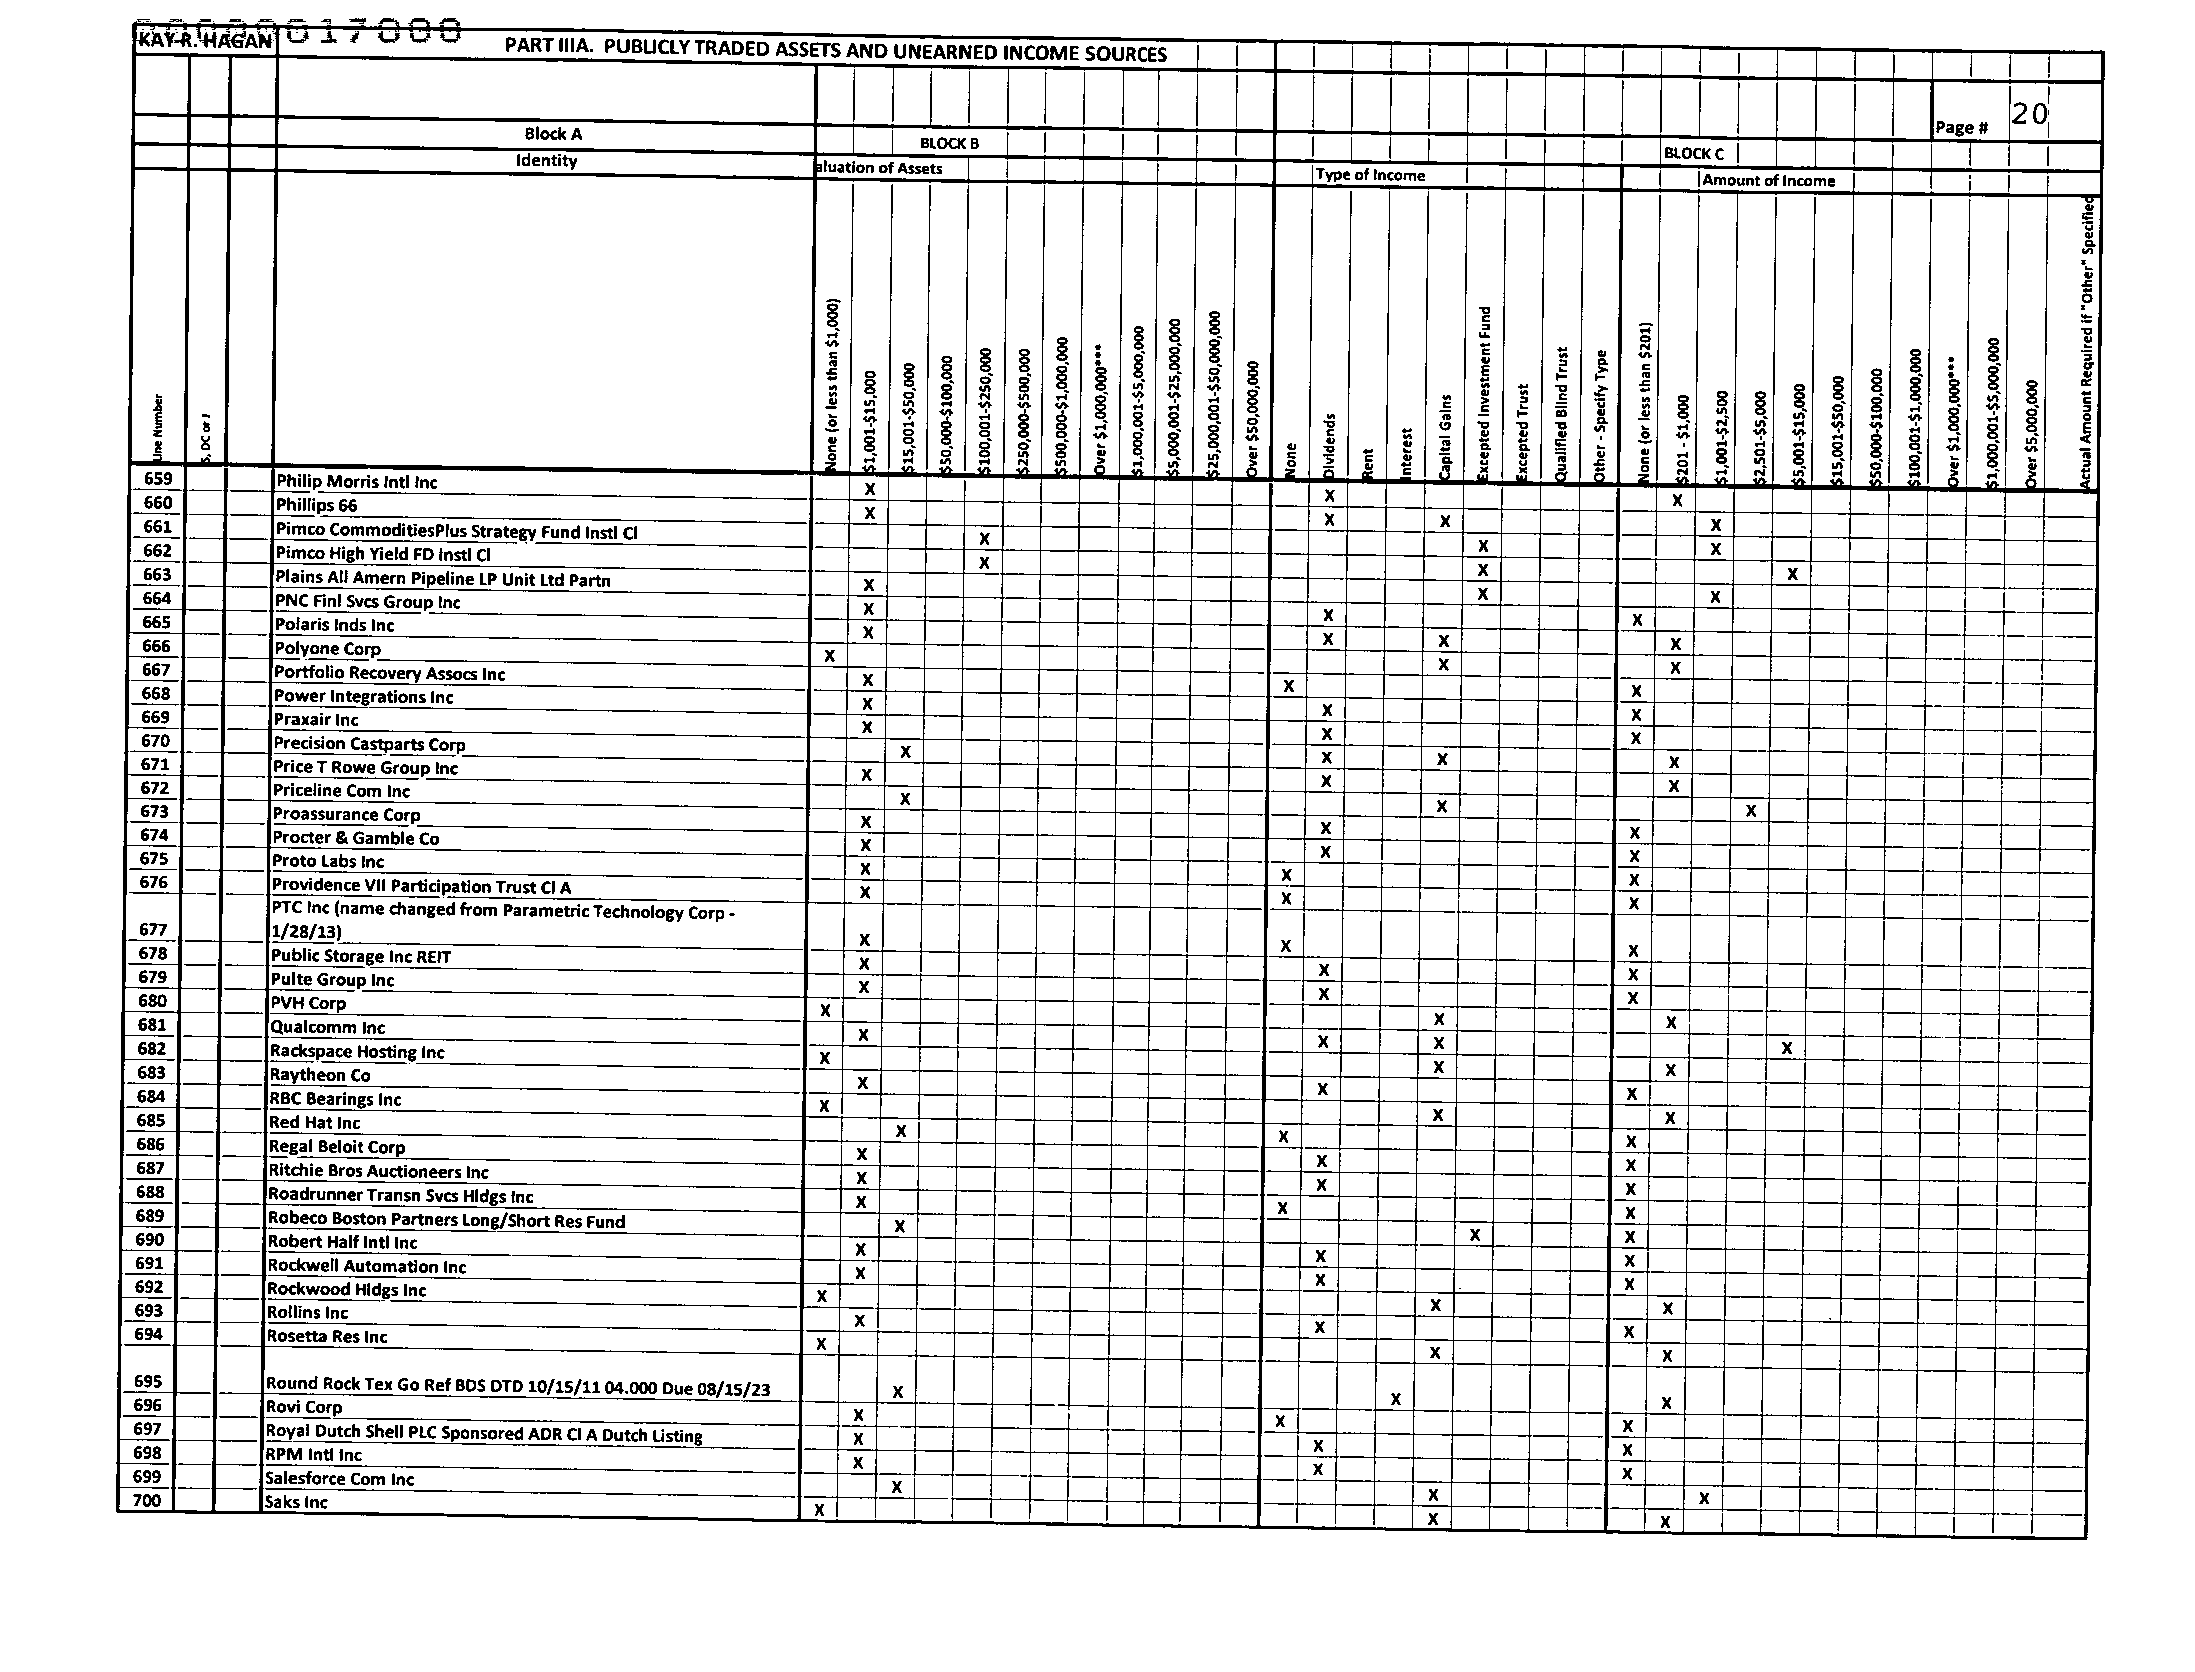 KAY R. HAGAN
PART IIIA. PUBLICLY TRADED ASSETS AND UNEARNED INCOME SOURCES
Page # 20
Block A BLOCK B BLOCK C
Identity aluation of Assets Type of Income Amount of Income
Line Number
S, DC or J
None (or less than $1,000)
$1,001-$15,000
$15,001-$50,000
$50,000-$100,000
$100,001-$250,000
$250,000-$500,000
$500,000-$1,000,000
Over $1,000,000***
$1,000,001-$5,000,000
$5,000,001-$25,000,000
$25,000,001-$50,000,000
Over $50,000,000
None
Dividends
Rent
Interest
Capital Gains
Excepted Investment Fund
Excepted Trust
Qualified Blind Trust
Other - Specify Type
None (or less than $201)
$201 - $1,000
$1,001-$2,500
$2,501-$5,000
$5,001-$15,000
$15,001-$50,000
$50,000-$100,000
$100,001-$1,000,000
Over $1,000,000***
$1,000,001-$5,000,000
Over $5,000,000
Actual Amount Required if "Other" Specified
659 Philip Morris Intl Inc X X X
660 Phillips 66 X X X X
661 Pimco CommoditiesPlus Strategy Fund Instl Cl X X X
662 Pimco High Yield FD Instl Cl X X X
663 Plains All Amern Pipeline LP Unit Ltd Partn X X X
664 PNC Finl Svcs Group Inc X X X
665 Polaris Inds Inc X X X X
666 Polyone Corp X X X
667 Portfolio Recovery Assocs Inc X X X
668 Power Integrations Inc X X X
669 Praxair Inc X X X
670 Precision Castparts Corp X X X X
671 Price T Rowe Group Inc X X X
672 Priceline Com Inc X X X
673 Proassurance Corp X X X
674 Procter & Gamble Co X X X
675 Proto Labs Inc X X X
676 Providence VII Participation Trust Cl A X X X
PTC Inc (name changed from Parametric Technology Corp -
677 1/28/13) X X X
678 Public Storage Inc REIT X X X
679 Pulte Group Inc X X X
680 PVH Corp X X X
681 Qualcomm Inc X X X X
682 Rackspace Hosting Inc X X X
683 Raytheon Co X X X
684 RBC Bearings Inc X X X
685 Red Hat Inc X X X
686 Regal Beloit Corp X X X
687 Ritchie Bros Auctioneers Inc X X X
688 Roadrunner Transn Svcs Hldgs Inc X X X
689 Robeco Boston Partners Long/Short Res Fund X X X
690 Robert Half Intl Inc X X X
691 Rockwell Automation Inc X X X
692 Rockwood Hldgs Inc X X X
693 Rollins Inc X X X
694 Rosetta Res Inc X X X
695 Round Rock Tex Go Ref BDS DTD 10/15/11 04.000 Due 08/15/23 X X X
696 Rovi Corp X X X
697 Royal Dutch Shell PLC Sponsored ADR Cl A Dutch Listing X X X
698 RPM Intl Inc X X X
699 Salesforce Com Inc X X X
700 Saks Inc X X X